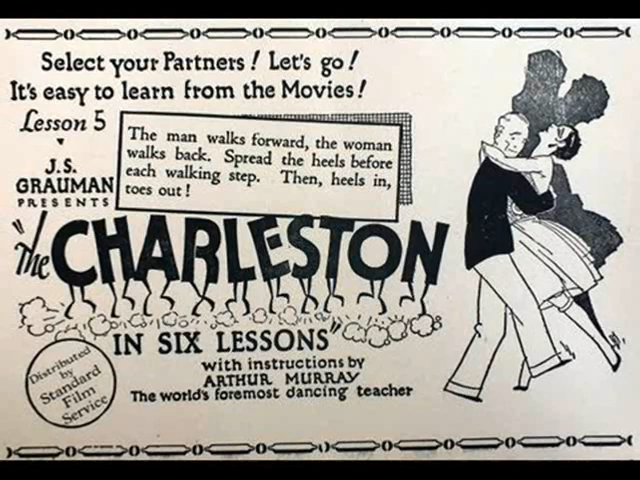 Select your Partners! Let's go!
It's easy to learn from the Movies!
Lesson 5
The man walks forward, the woman
walks back. Spread the heels before
each walking step. Then, heels in,
toes out!
J.S.
GRAUMAN
PRESENTS
"the CHARLESTON
IN SIX LESSONS"
with instructions by
ARTHUR MURRAY
The world's foremost dancing teacher
Distributed
by
Standard
Film
Service